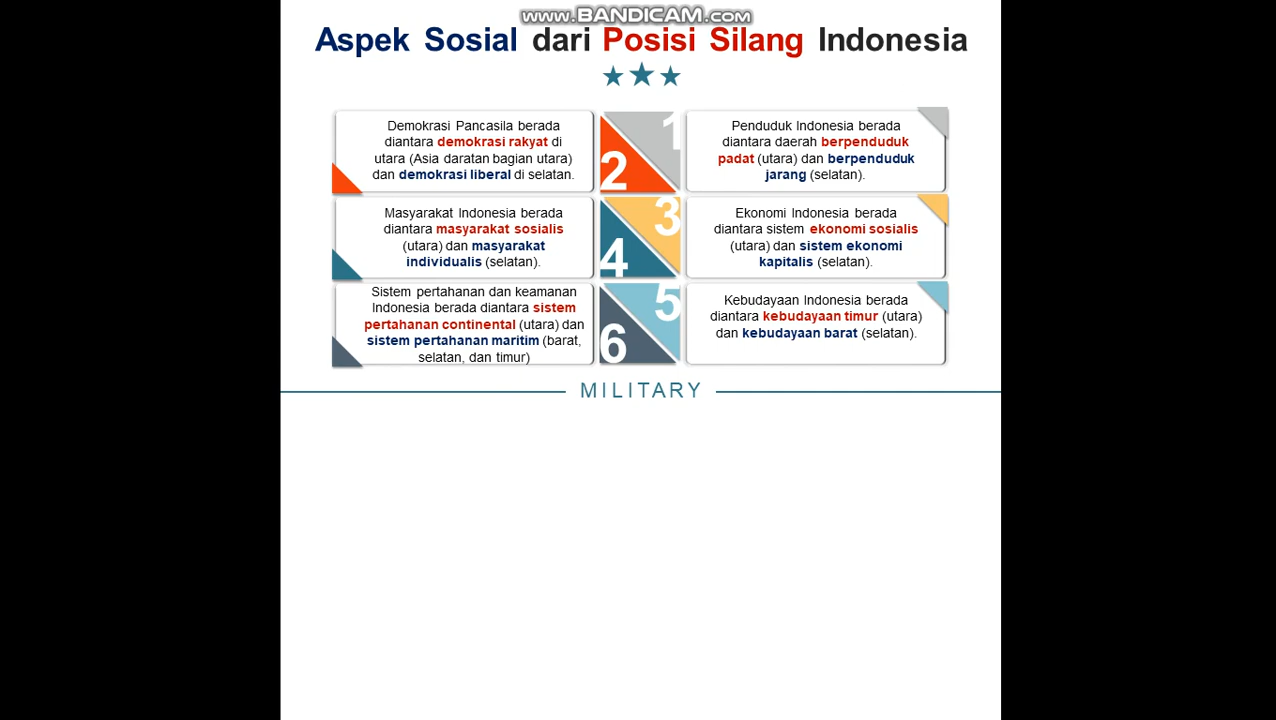 www.BANDICAM.com
Aspek Sosial dari Posisi Silang Indonesia
1
Penduduk Indonesia berada
diantara daerah berpenduduk
padat (utara) dan berpenduduk
jarang (selatan).
2
Demokrasi Pancasila berada
diantara demokrasi rakyat di
utara (Asia daratan bagian utara)
dan demokrasi liberal di selatan.
3
Ekonomi Indonesia berada
diantara sistem ekonomi sosialis
(utara) dan sistem ekonomi
kapitalis (selatan).
4
Masyarakat Indonesia berada
diantara masyarakat sosialis
(utara) dan masyarakat
individualis (selatan).
5
Kebudayaan Indonesia berada
diantara kebudayaan timur (utara)
dan kebudayaan barat (selatan).
6
Sistem pertahanan dan keamanan
Indonesia berada diantara sistem
pertahanan continental (utara) dan
sistem pertahanan maritim (barat,
selatan, dan timur)
MILITARY